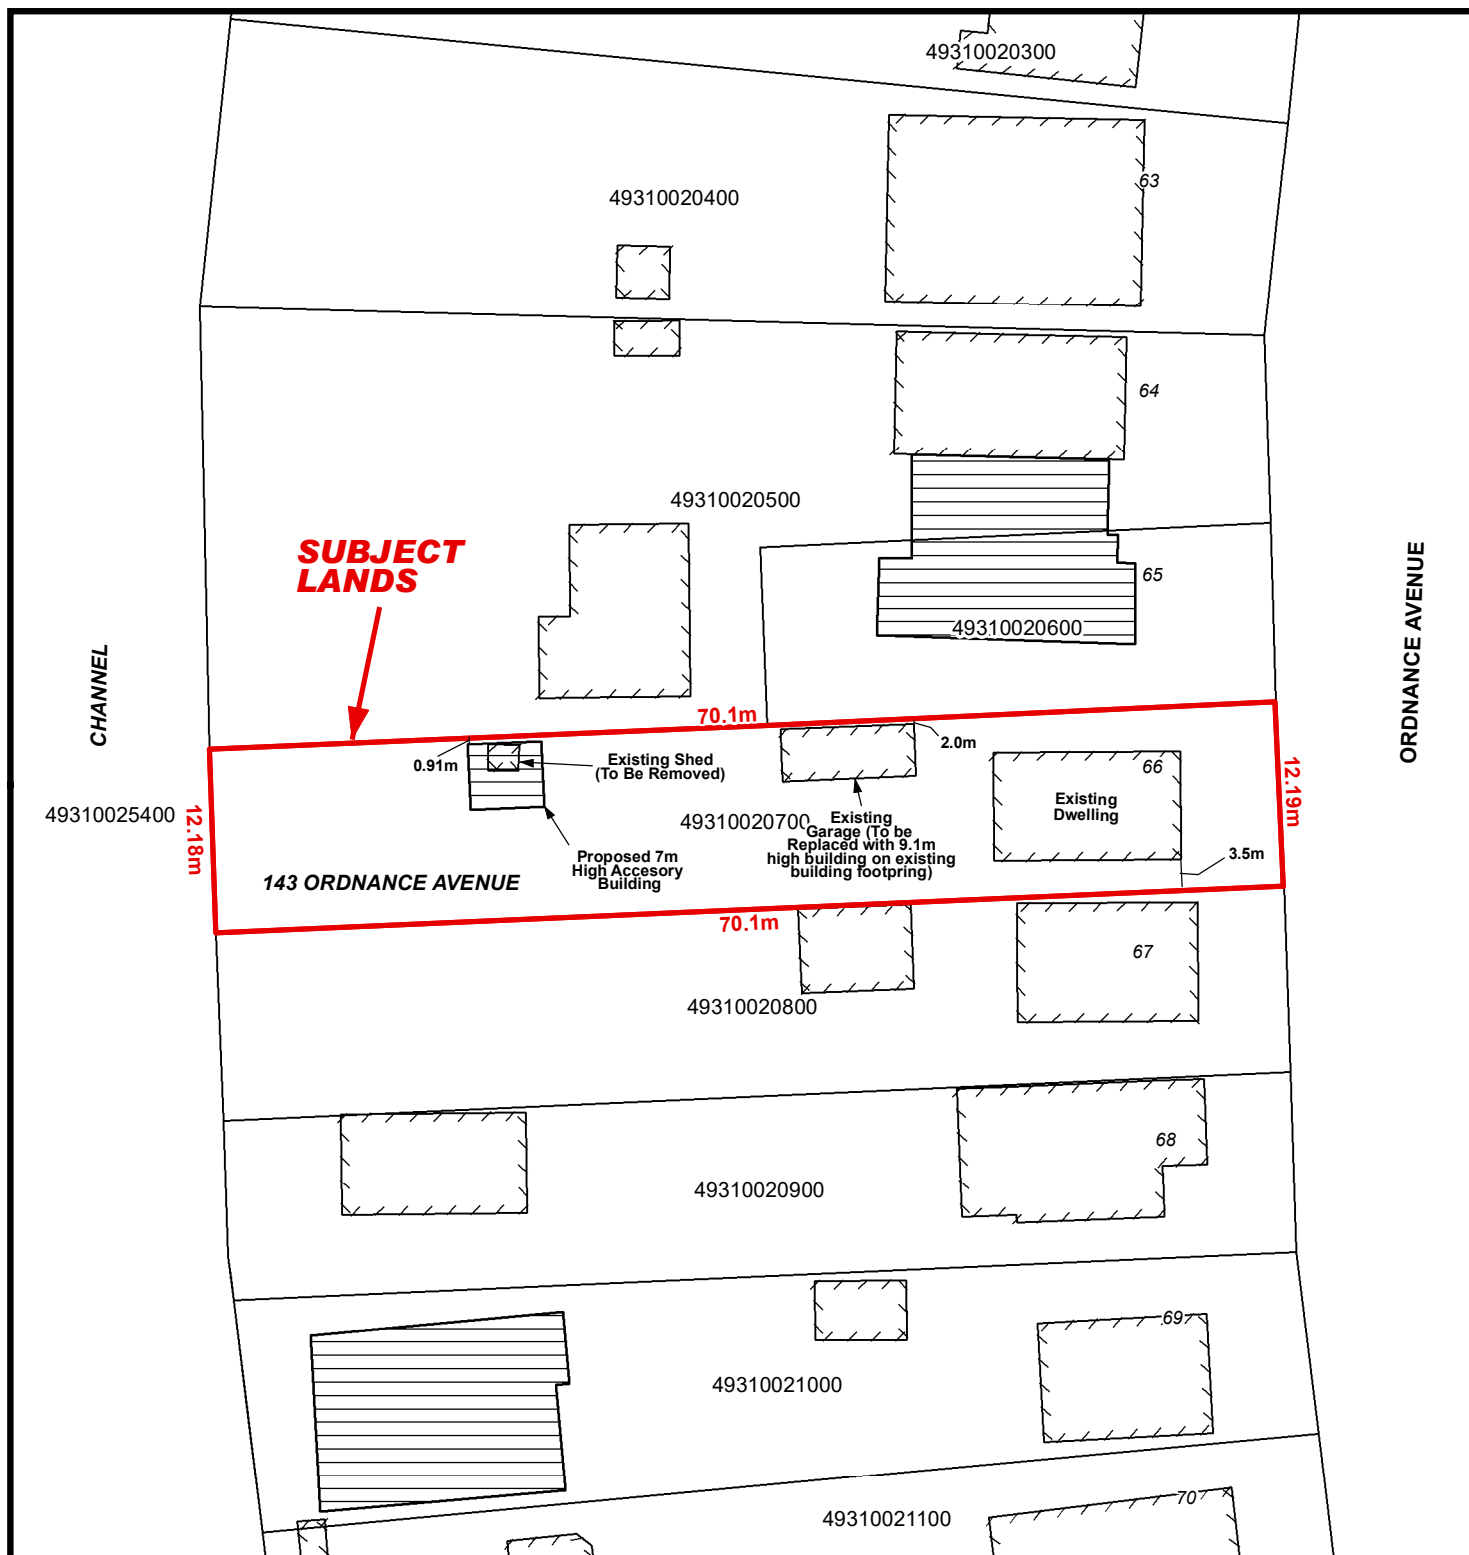 49310020300
63
49310020400
64
49310020500
SUBJECT
LANDS
65
49310020600
CHANNEL
ORDNANCE AVENUE
70.1m
2.0m
0.91m
Existing Shed
(To Be Removed)
66
Existing
Dwelling
12.19m
49310025400
12.18m
49310020700
Existing
Garage (To be
Replaced with 9.1m
high building on existing
building footpring)
3.5m
Proposed 7m
High Accesory
Building
143 ORDNANCE AVENUE
70.1m
67
49310020800
68
49310020900
69
49310021000
70
49310021100